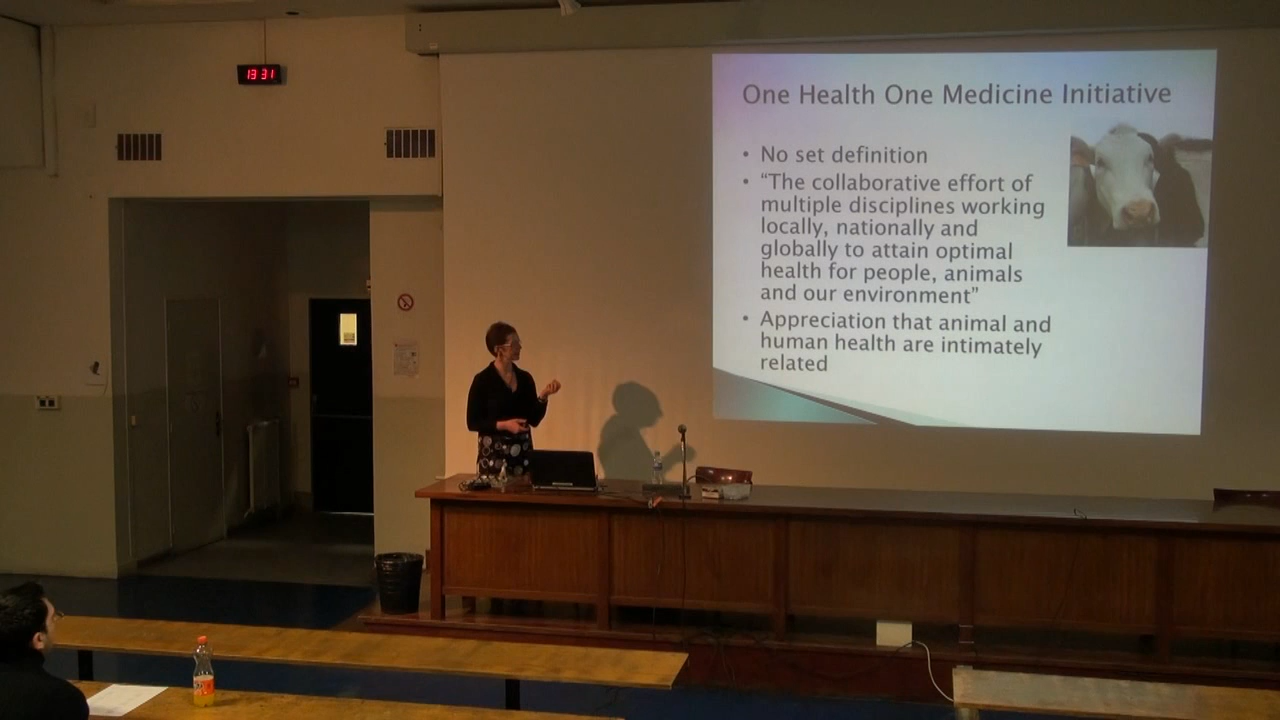 13 31
One Health One Medicine Initiative
• No set definition
• “The collaborative effort of
multiple disciplines working
locally, nationally and
globally to attain optimal
health for people, animals
and our environment”
• Appreciation that animal and
human health are intimately
related